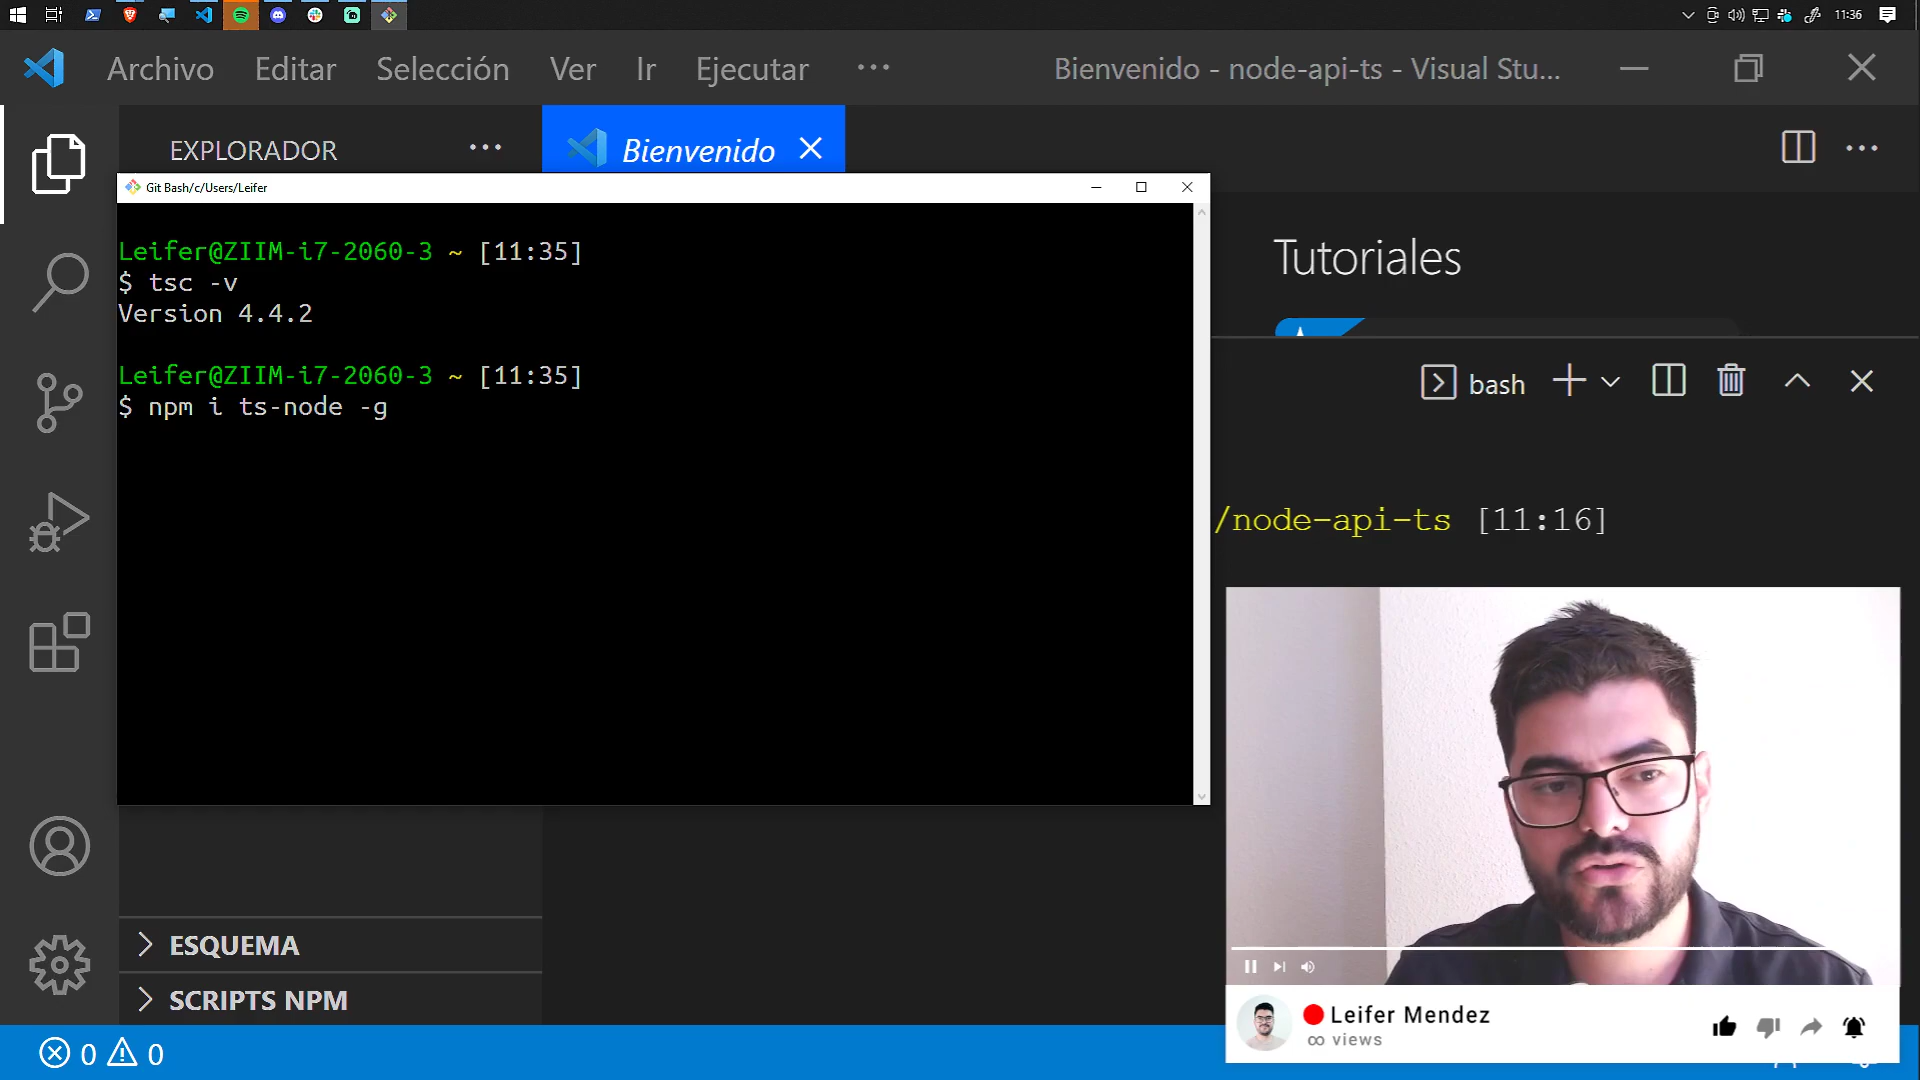 11:36
Archivo Editar Selección Ver Ir Ejecutar ··· Bienvenido - node-api-ts - Visual Stu...
EXPLORADOR ···
Bienvenido
Git Bash/c/Users/Leifer
Leifer@ZIIM-i7-2060-3 ~ [11:35]
$ tsc -v
Version 4.4.2
Leifer@ZIIM-i7-2060-3 ~ [11:35]
$ npm i ts-node -g
Tutoriales
bash
/node-api-ts [11:16]
ESQUEMA
SCRIPTS NPM
0 0
Leifer Mendez
∞ views